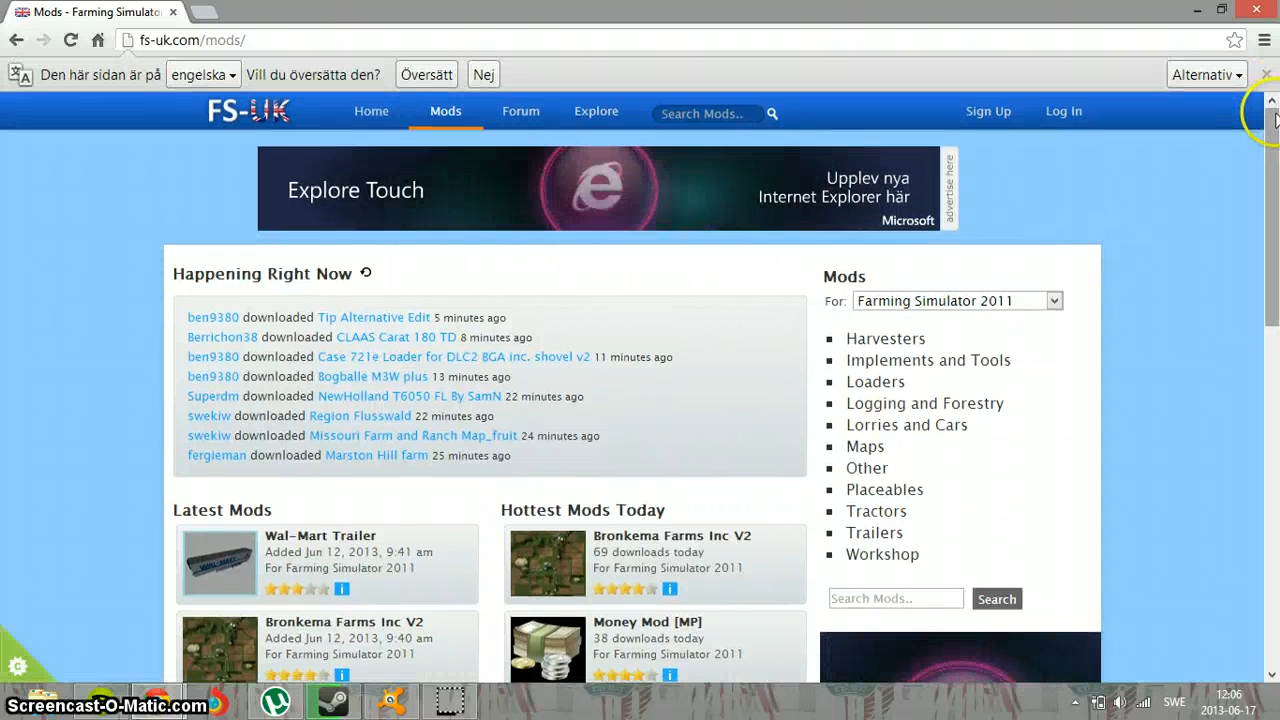 Mods - Farming Simulato
fs-uk.com/mods/
Den här sidan är på engelska Vill du översätta den? Översätt Nej Alternativ
FS-UK Home Mods Forum Explore Search Mods.. Sign Up Log In
Explore Touch
Upplev nya
Internet Explorer här
Microsoft
advertise here
Happening Right Now
ben9380 downloaded Tip Alternative Edit 5 minutes ago
Berrichon38 downloaded CLAAS Carat 180 TD 8 minutes ago
ben9380 downloaded Case 721e Loader for DLC2 BGA inc. shovel v2 11 minutes ago
ben9380 downloaded Bogballe M3W plus 13 minutes ago
Superdm downloaded NewHolland T6050 FL By SamN 22 minutes ago
swekiw downloaded Region Flusswald 22 minutes ago
swekiw downloaded Missouri Farm and Ranch Map_fruit 24 minutes ago
fergieman downloaded Marston Hill farm 25 minutes ago
Latest Mods
Wal-Mart Trailer
Added Jun 12, 2013, 9:41 am
For Farming Simulator 2011
WAL-MART
Bronkema Farms Inc V2
Added Jun 12, 2013, 9:40 am
For Farming Simulator 2011
Hottest Mods Today
Bronkema Farms Inc V2
69 downloads today
For Farming Simulator 2011
Money Mod [MP]
38 downloads today
For Farming Simulator 2011
Mods
For: Farming Simulator 2011
Harvesters
Implements and Tools
Loaders
Logging and Forestry
Lorries and Cars
Maps
Other
Placeables
Tractors
Trailers
Workshop
Search Mods.. Search
Screencast-O-Matic.com
SWE
12:06
2013-06-17